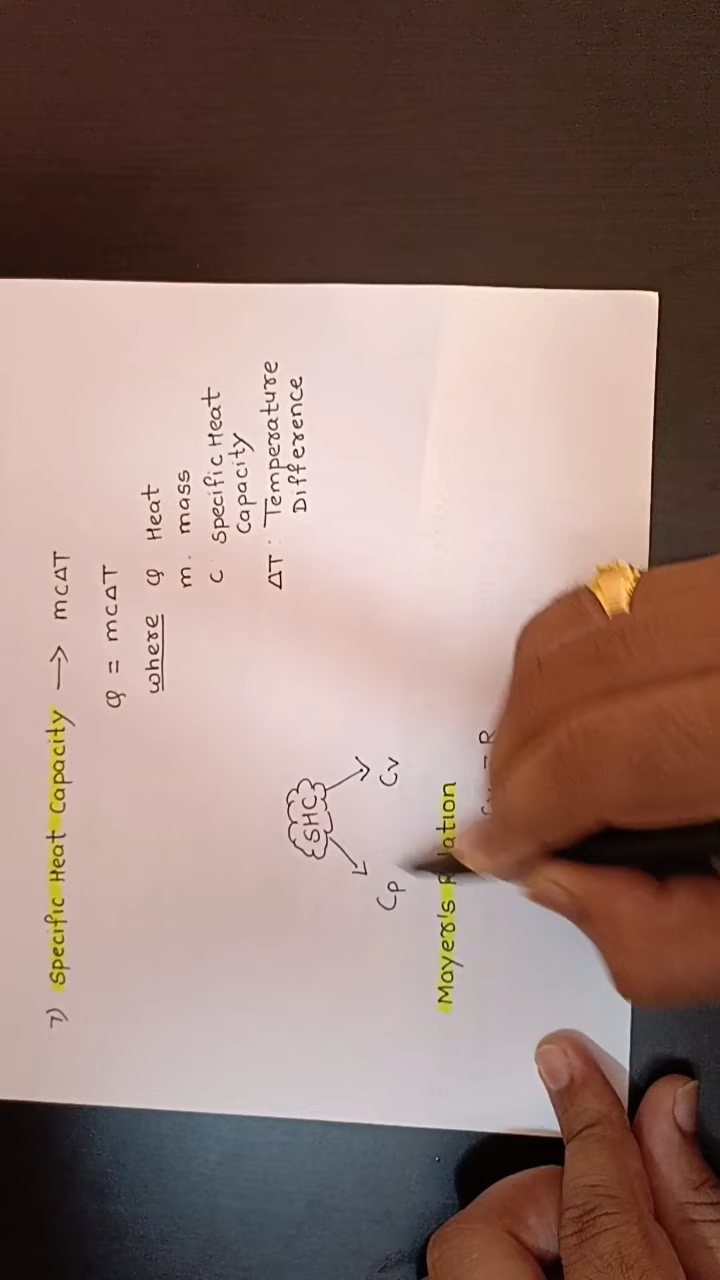 7) Specific Heat Capacity → mcΔT
Q = mcΔT
where Q Heat
m. mass
C Specific Heat
Capacity
ΔT: Temperature
Difference
SHC
Cp Cv
Mayer's Relation
= R